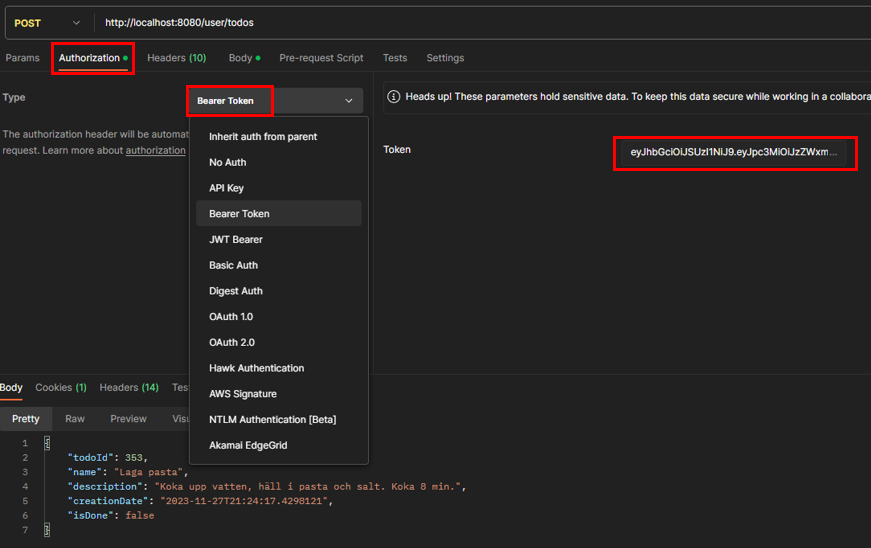 POST http://localhost:8080/user/todos
Params Authorization Headers (10) Body Pre-request Script Tests Settings
Type
Bearer Token
The authorization header will be automat
request. Learn more about authorization
Inherit auth from parent
No Auth
API Key
Bearer Token
JWT Bearer
Basic Auth
Digest Auth
OAuth 1.0
OAuth 2.0
Hawk Authentication
AWS Signature
NTLM Authentication [Beta]
Akamai EdgeGrid
Heads up! These parameters hold sensitive data. To keep this data secure while working in a collabora
Token
eyJhbGciOiJSUzI1NiJ9.eyJpc3MiOiJzZWxm...
Body Cookies (1) Headers (14) Tes
Pretty Raw Preview Visu
1 {
2 "todoId": 353,
3 "name": "Laga pasta",
4 "description": "Koka upp vatten, häll i pasta och salt. Koka 8 min.",
5 "creationDate": "2023-11-27T21:24:17.4298121",
6 "isDone": false
7 }